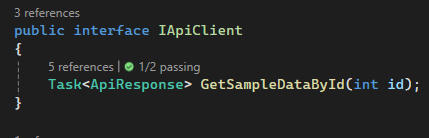 3 references
public interface IApiClient
{
5 references | 1/2 passing
Task<ApiResponse> GetSampleDataById(int id);
}